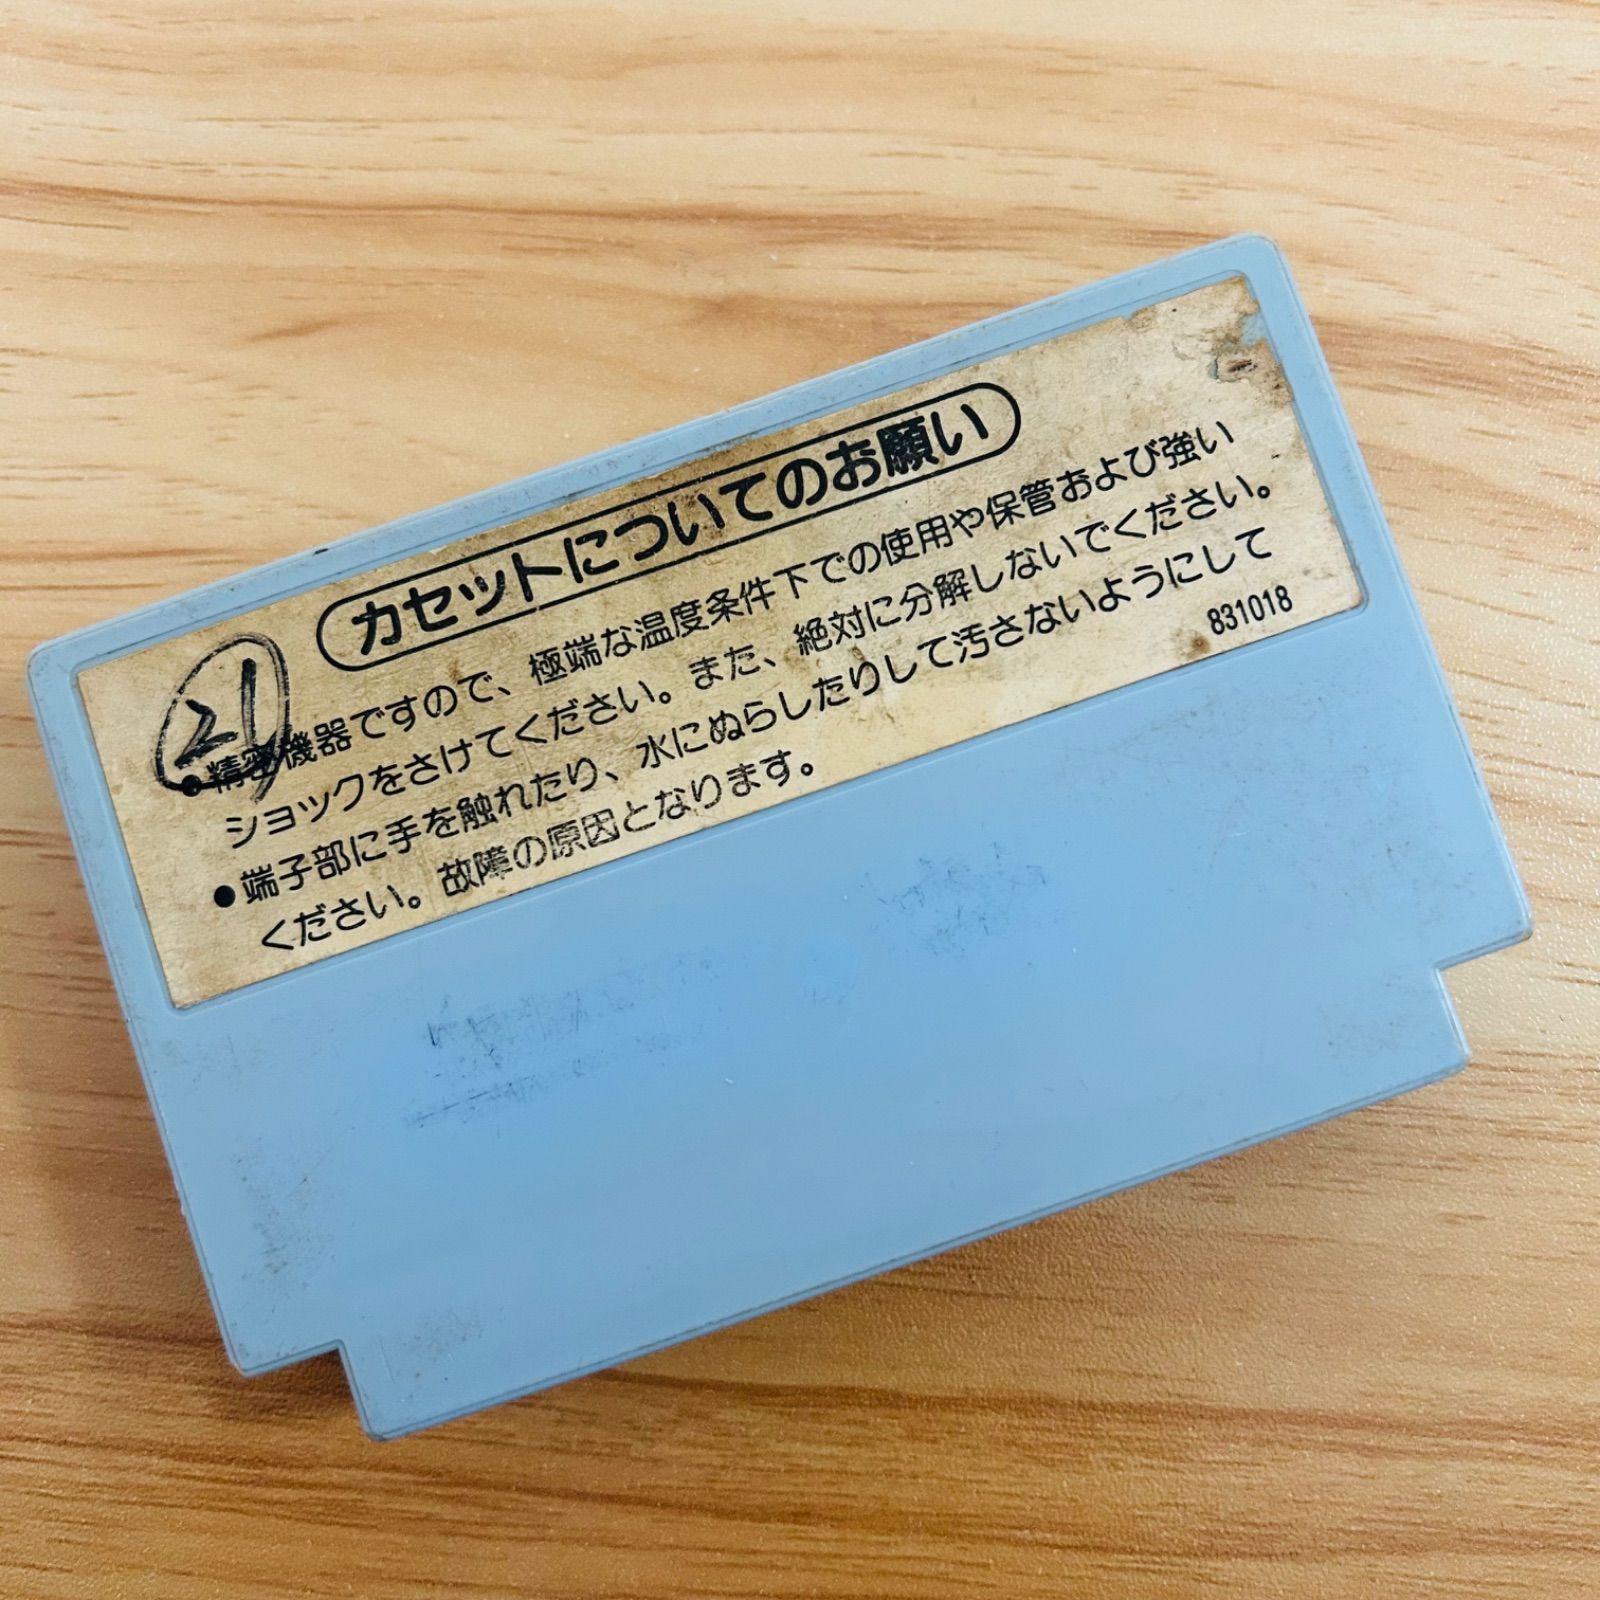 カセットについてのお願い
21
●精密機器ですので、極端な温度条件下での使用や保管および強い
ショックをさけてください。また、絶対に分解しないでください。
●端子部に手を触れたり、水にぬらしたりして汚さないようにして
ください。故障の原因となります。
831018